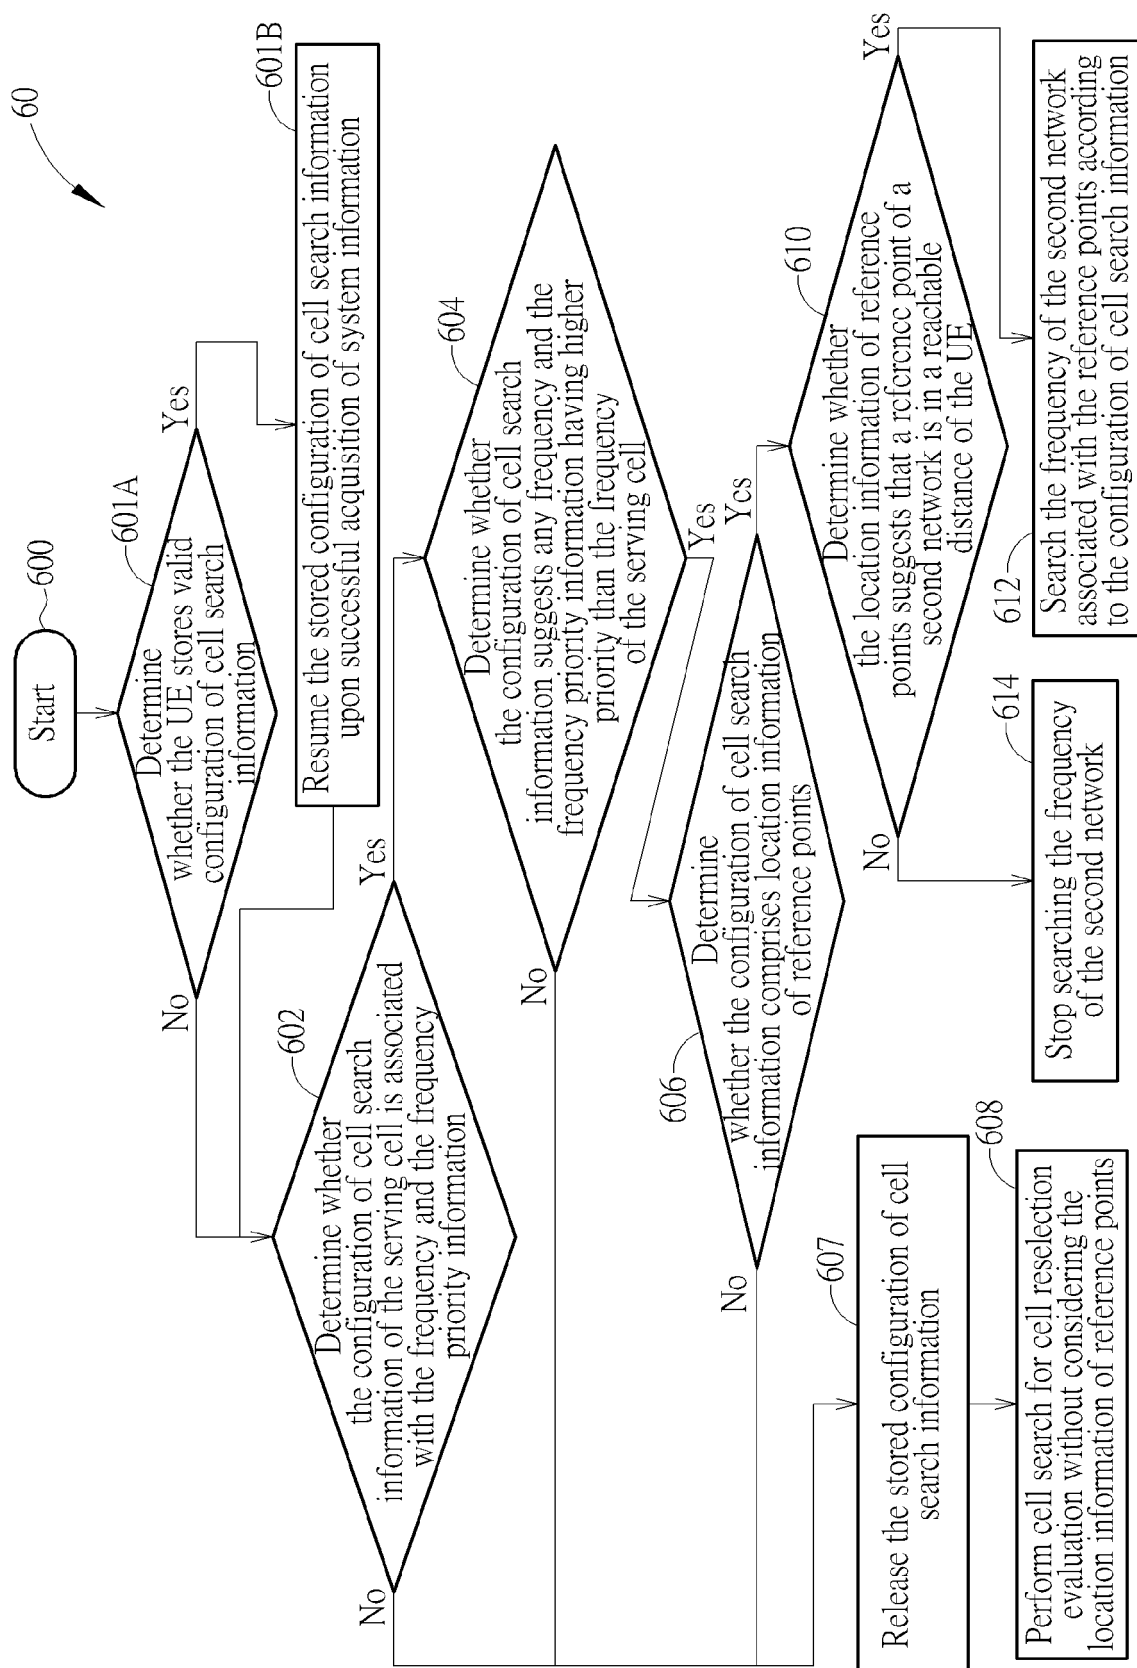 60
Start
600
Determine
whether the UE stores valid
configuration of cell search
information
601A
Yes
No
601B
Resume the stored configuration of cell search information
upon successful acquisition of system information
Determine whether
the configuration of cell search
information of the serving cell is associated
with the frequency and the frequency
priority information
602
Yes
No
Determine whether
the configuration of cell search
information suggests any frequency and the
frequency priority information having higher
priority than the frequency
of the serving cell
604
Yes
No
Determine
whether the configuration of cell search
information comprises location information
of reference points
606
Yes
No
607
Release the stored configuration of cell
search information
608
Perform cell search for cell reselection
evaluation without considering the
location information of reference points
Determine whether
the location information of reference
points suggests that a reference point of a
second network is in a reachable
distance of the UE
610
Yes
No
612
Search the frequency of the second network
associated with the reference points according
to the configuration of cell search information
614
Stop searching the frequency
of the second network